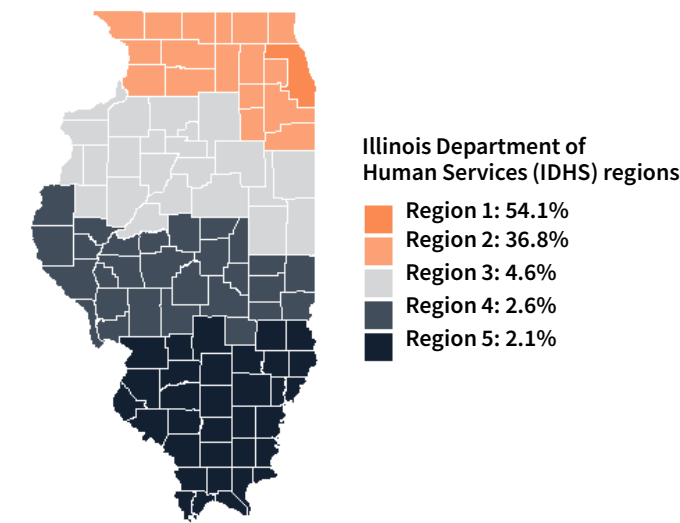 Illinois Department of
Human Services (IDHS) regions
Region 1: 54.1%
Region 2: 36.8%
Region 3: 4.6%
Region 4: 2.6%
Region 5: 2.1%